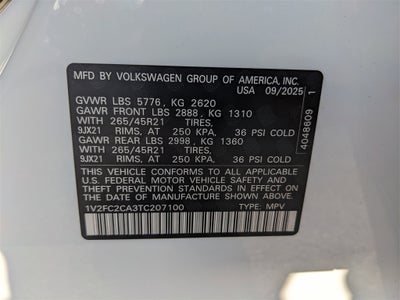 MFD BY VOLKSWAGEN GROUP OF AMERICA, INC.
USA 09/2025
GVWR LBS 5776, KG 2620
GAWR FRONT LBS 2888, KG 1310
WITH 265/45R21 TIRES,
9JX21 RIMS, AT 250 KPA, 36 PSI COLD
GAWR REAR LBS 2998, KG 1360
WITH 265/45R21 TIRES,
9JX21 RIMS, AT 250 KPA, 36 PSI COLD
THIS VEHICLE CONFORMS TO ALL APPLICABLE
U.S. FEDERAL MOTOR VEHICLE SAFETY, BUMPER,
AND THEFT PREVENTION STANDARDS IN EFFECT
ON THE DATE OF MANUFACTURE SHOWN ABOVE.
1V2FC2CA3TC207100 TYPE: MPV
4048609 1